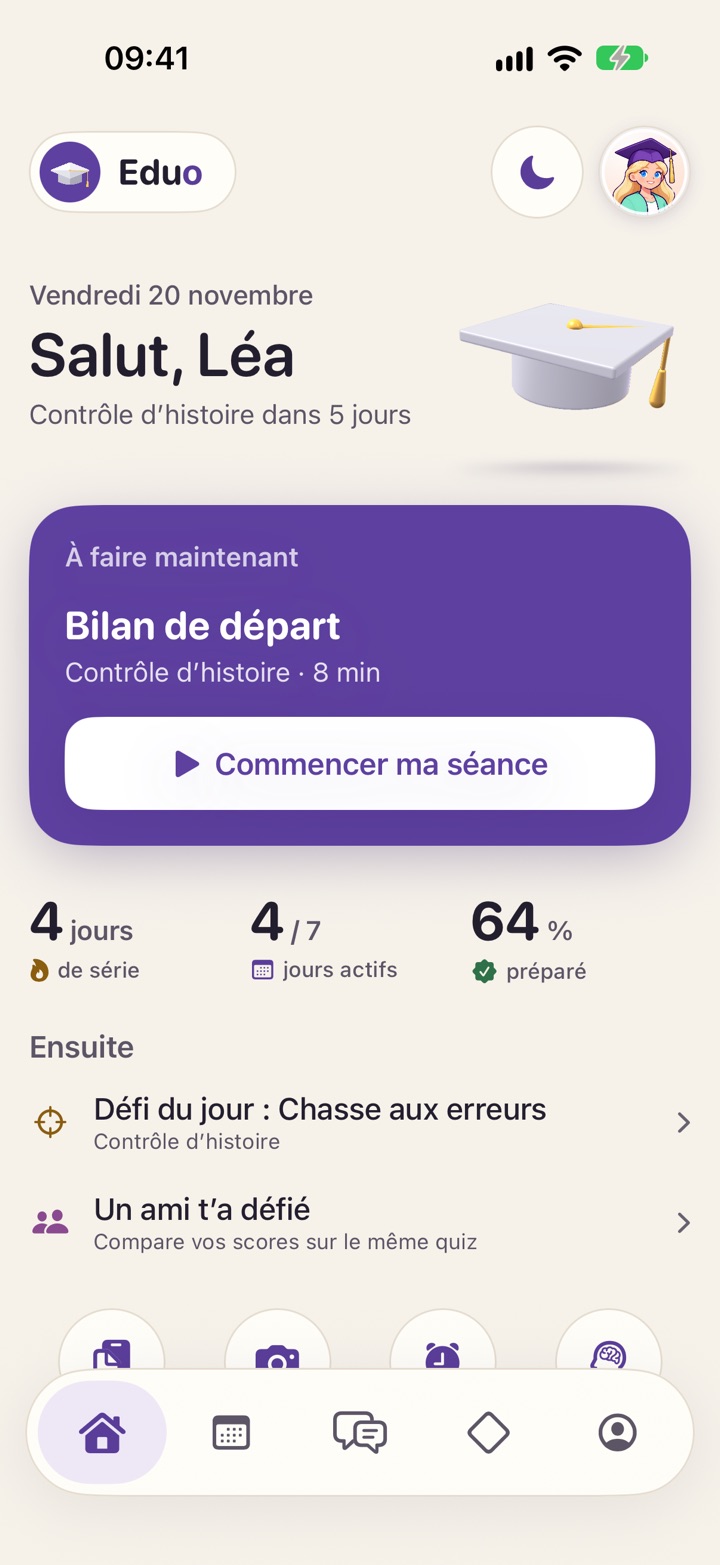 09:41
Eduo
Vendredi 20 novembre
Salut, Léa
Contrôle d’histoire dans 5 jours
À faire maintenant
Bilan de départ
Contrôle d’histoire · 8 min
Commencer ma séance
4 jours
de série
4 / 7
jours actifs
64 %
préparé
Ensuite
Défi du jour : Chasse aux erreurs
Contrôle d’histoire
Un ami t’a défié
Compare vos scores sur le même quiz